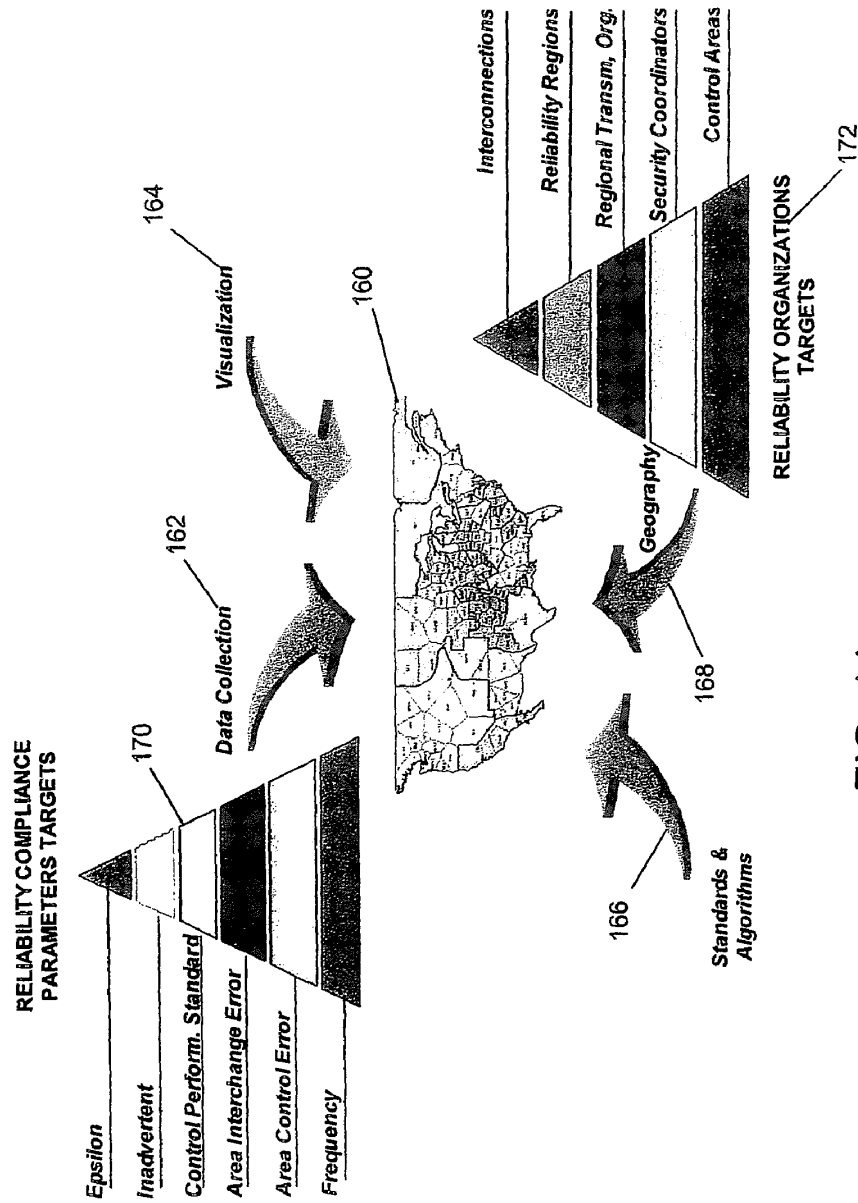 RELIABILITY COMPLIANCE
PARAMETERS TARGETS
Epsilon
Inadvertent
Control Perform. Standard
Area Interchange Error
Area Control Error
Frequency
170
Data Collection
162
Visualization
164
160
Standards &
Algorithms
166
168
Geography
Interconnections
Reliability Regions
Regional Transm, Org.
Security Coordinators
Control Areas
RELIABILITY ORGANIZATIONS
TARGETS
172